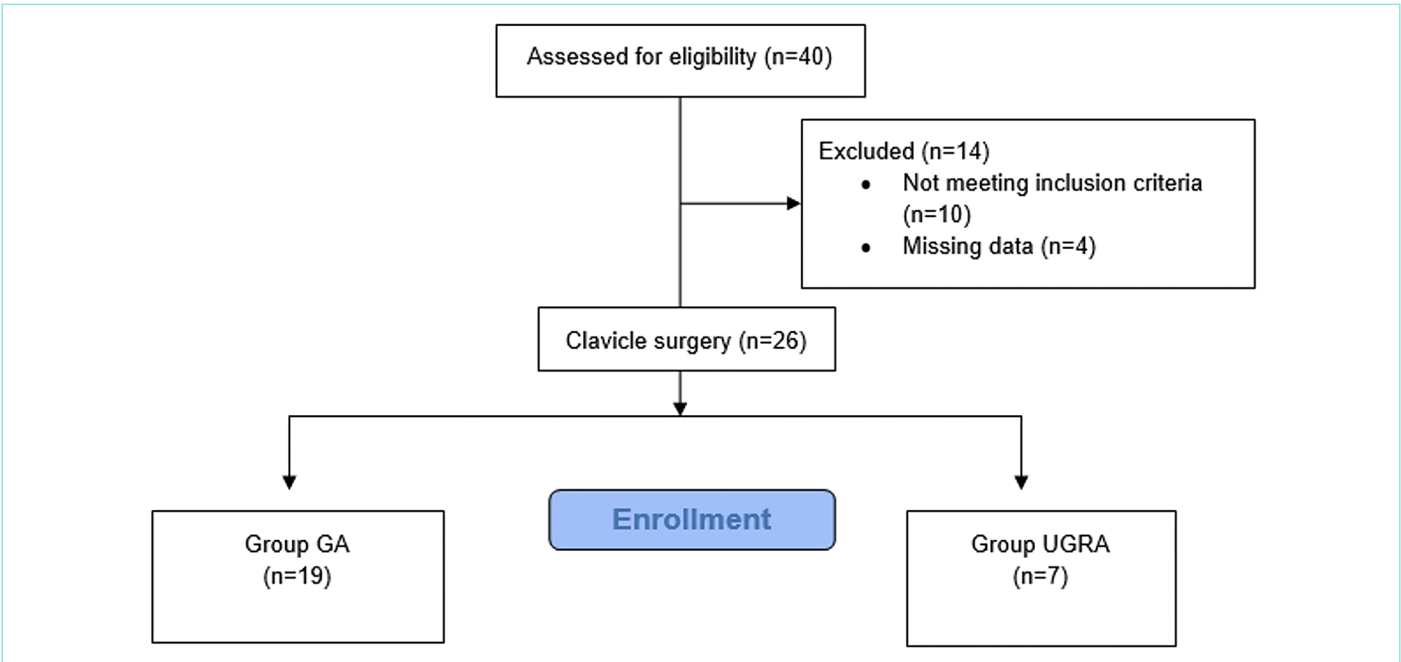 Assessed for eligibility (n=40)
Excluded (n=14)
• Not meeting inclusion criteria
(n=10)
• Missing data (n=4)
Clavicle surgery (n=26)
Enrollment
Group GA
(n=19)
Group UGRA
(n=7)